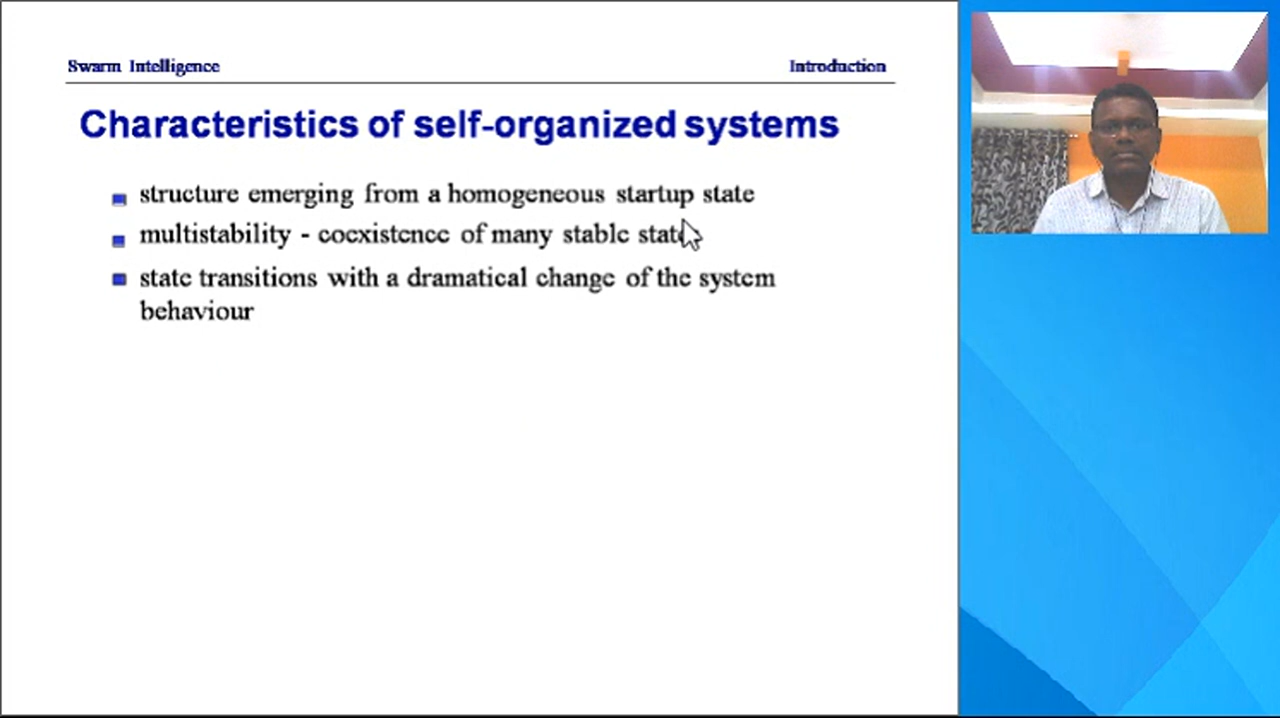 Swarm Intelligence Introduction
Characteristics of self-organized systems
structure emerging from a homogeneous startup state
multistability - coexistence of many stable state
state transitions with a dramatical change of the system
behaviour